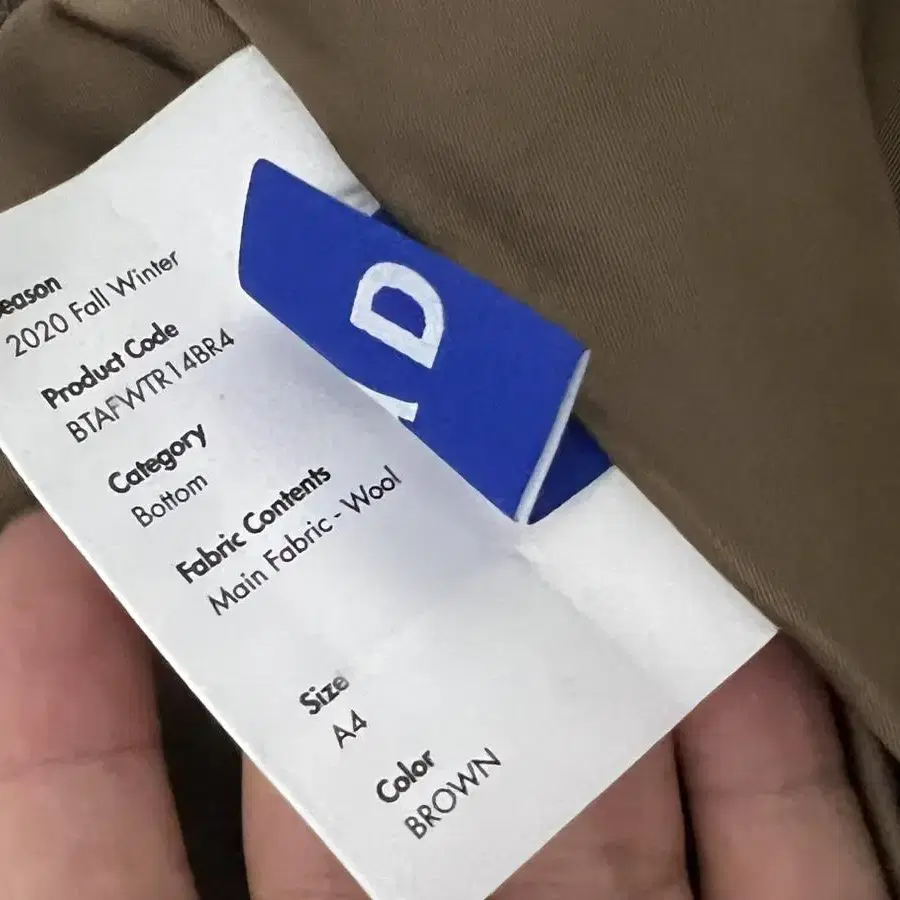 eason
2020 Fall Winter
Product Code
BTAFWTR14BR4
Category
Bottom
Fabric Contents
Main Fabric - Wool
Size
A4
Color
BROWN
D